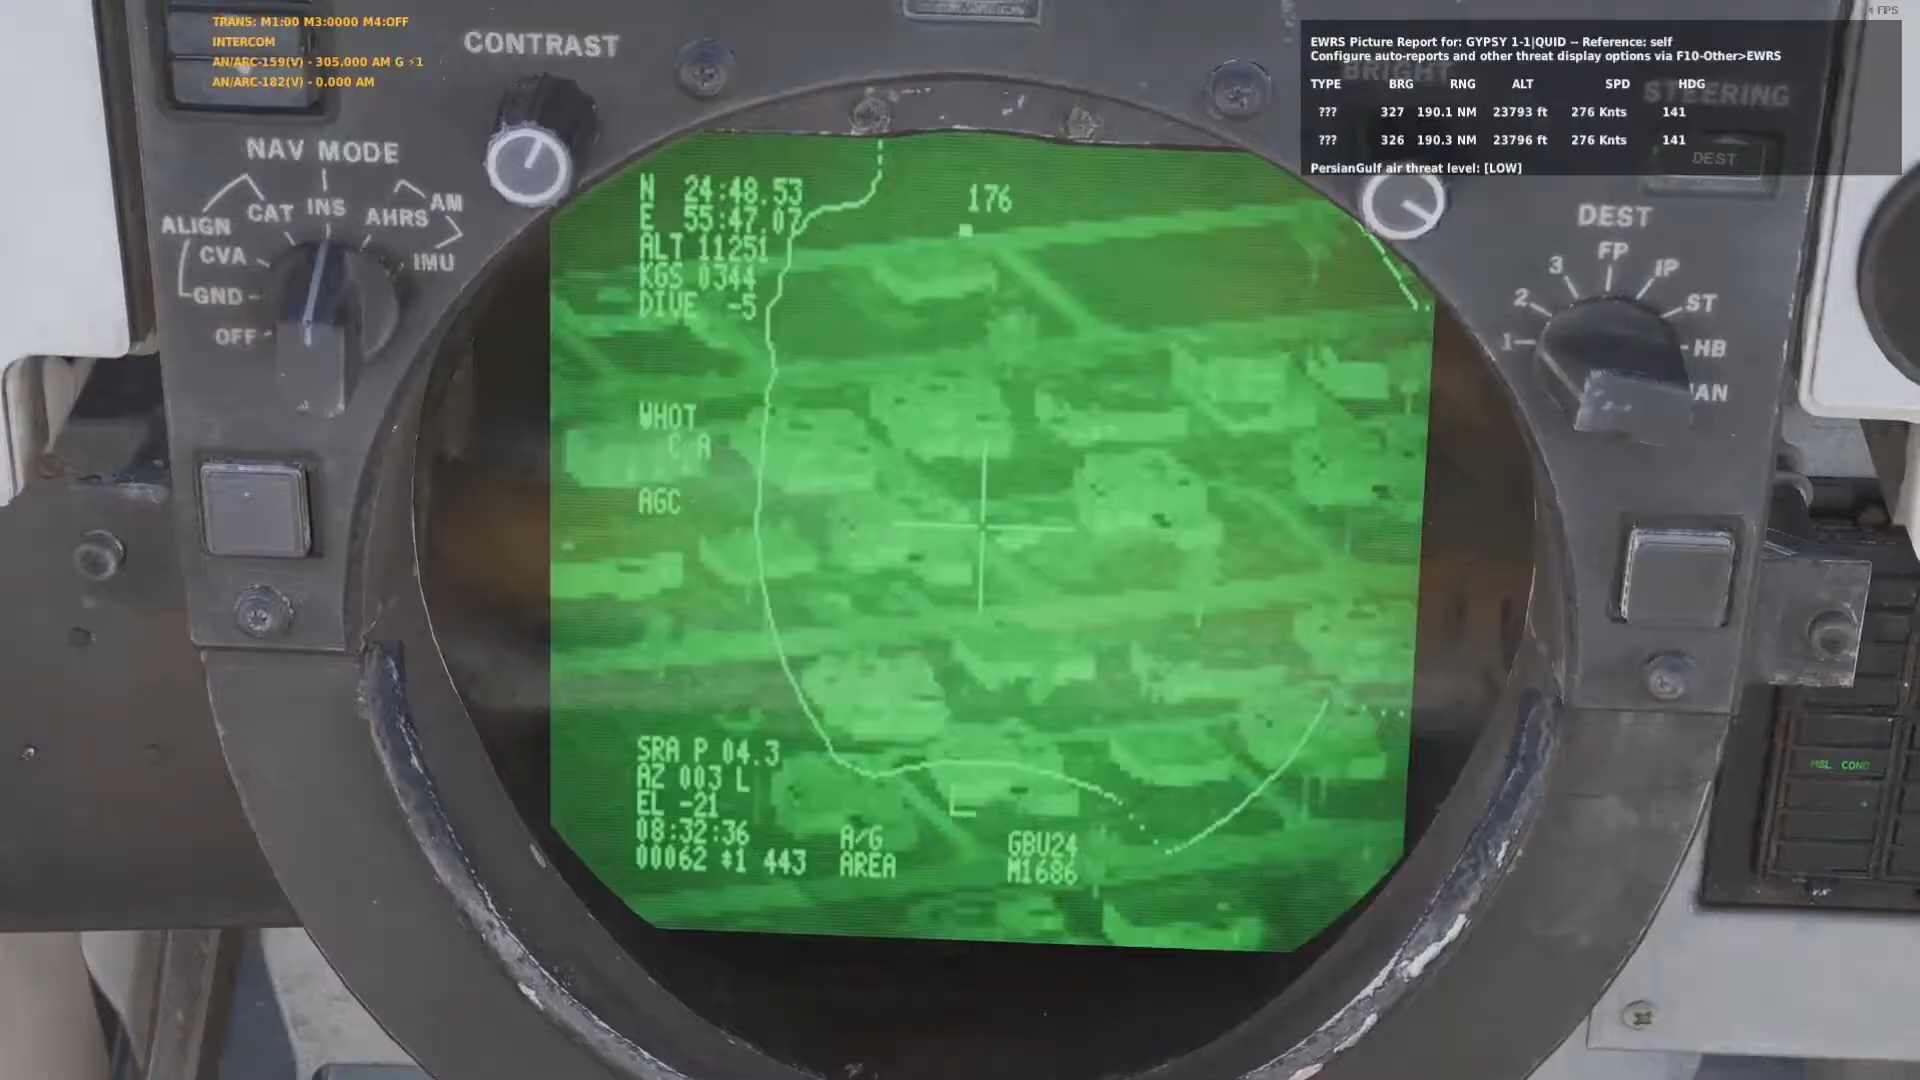 TRANS: M1:00 M3:0000 M4:OFF
INTERCOM
AN/ARC-159(V) - 305.000 AM G ⚡1
AN/ARC-182(V) - 0.000 AM
FPS
EWRS Picture Report for: GYPSY 1-1|QUID -- Reference: self
Configure auto-reports and other threat display options via F10-Other>EWRS
TYPE BRG RNG ALT SPD HDG
??? 327 190.1 NM 23793 ft 276 Knts 141
??? 326 190.3 NM 23796 ft 276 Knts 141
PersianGulf air threat level: [LOW]
CONTRAST
BRIGHT
STEERING
DEST
NAV MODE
ALIGN
CAT
INS
AHRS
AM
CVA
IMU
GND
OFF
DEST
FP
3
IP
2
ST
1
HB
AN
N 24:48.53
E 55:47.07
ALT 11251
KGS 0344
DIVE -5
176
WHOT
AGC
SRA P 04.3
AZ 003 L
EL -21
08:32:36
A/G
GBU24
443
AREA
M1686
MSL COND